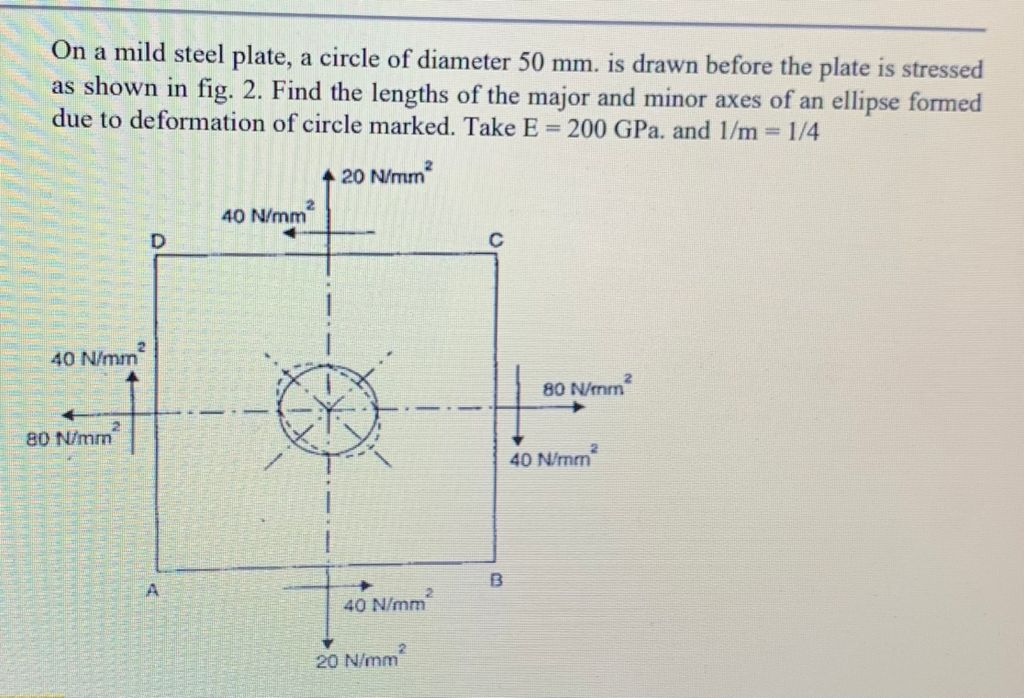 On a mild steel plate, a circle of diameter 50 mm. is drawn before the plate is stressed
as shown in fig. 2. Find the lengths of the major and minor axes of an ellipse formed
due to deformation of circle marked. Take E = 200 GPa. and 1/m = 1/4
20 N/mm²
40 N/mm²
D
C
40 N/mm²
80 N/mm²
80 N/mm²
40 N/mm²
A
B
40 N/mm²
20 N/mm²